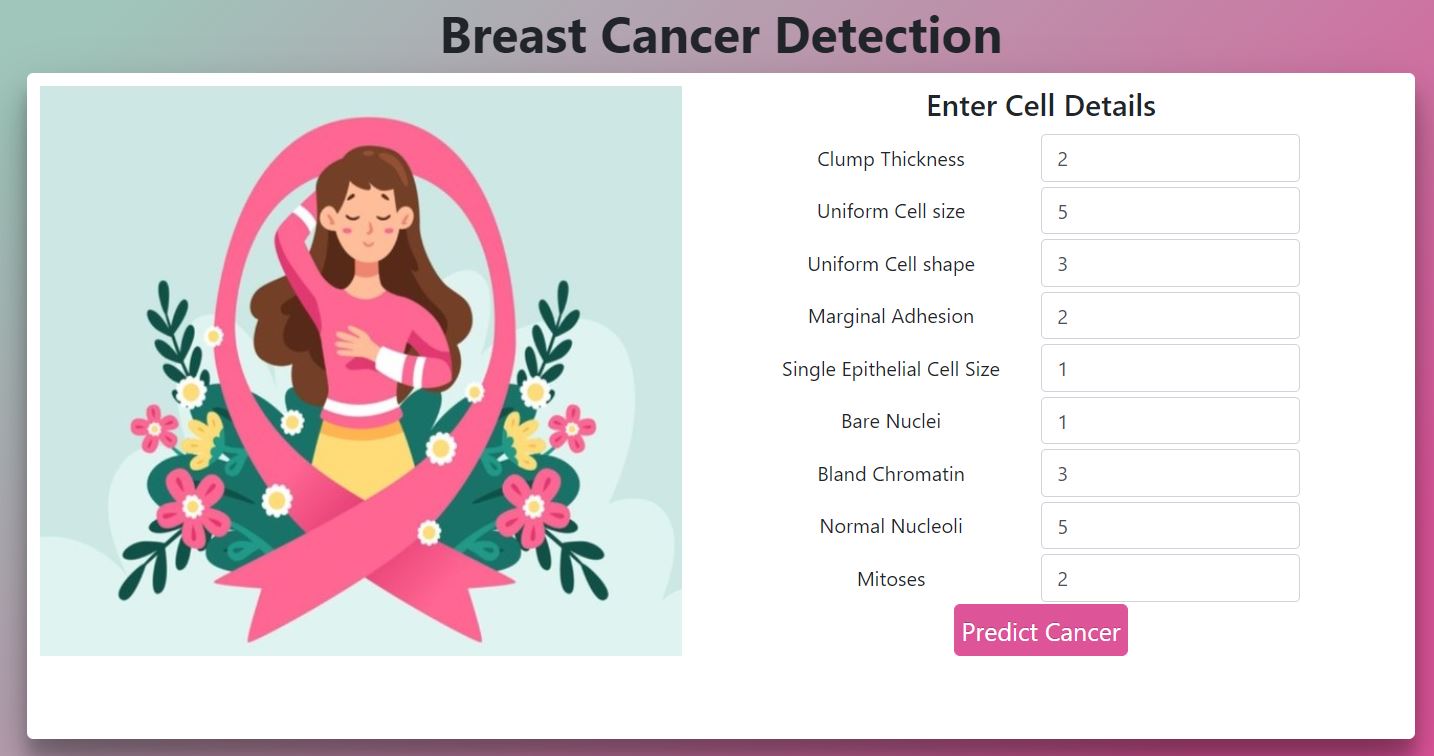 Breast Cancer Detection
Enter Cell Details
Clump Thickness 2
Uniform Cell size 5
Uniform Cell shape 3
Marginal Adhesion 2
Single Epithelial Cell Size 1
Bare Nuclei 1
Bland Chromatin 3
Normal Nucleoli 5
Mitoses 2
Predict Cancer